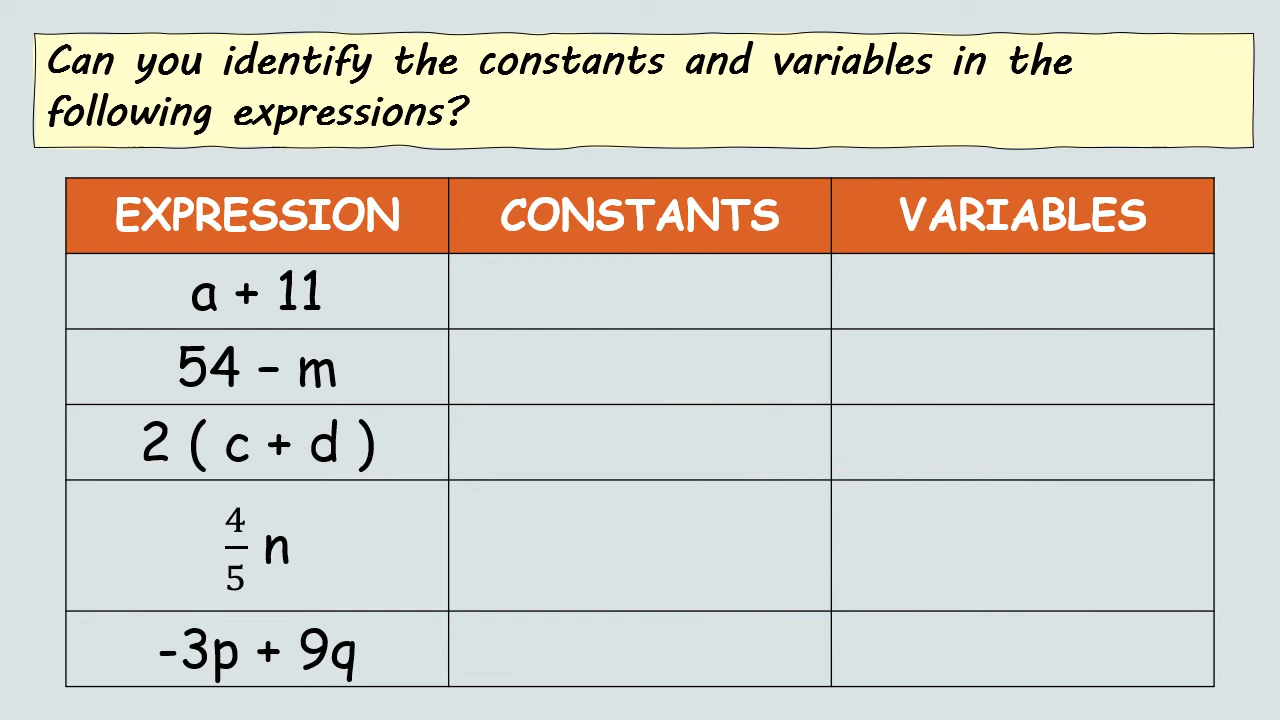 Can you identify the constants and variables in the
following expressions?
EXPRESSION CONSTANTS VARIABLES
a + 11
54 – m
2 ( c + d )
4/5 n
-3p + 9q